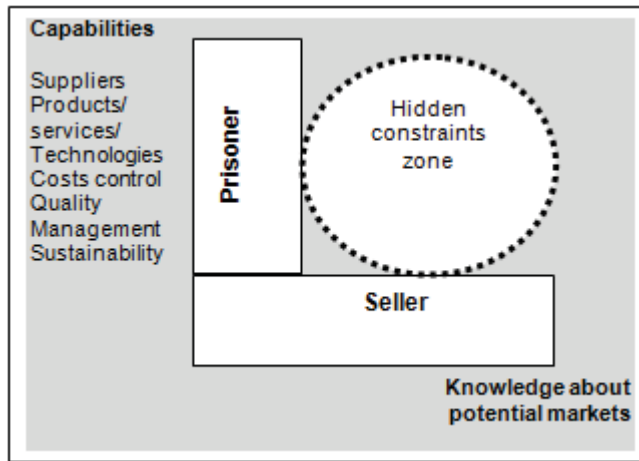 Capabilities
Suppliers
Products/
services/
Technologies
Costs control
Quality
Management
Sustainability
Prisoner
Hidden
constraints
zone
Seller
Knowledge about
potential markets